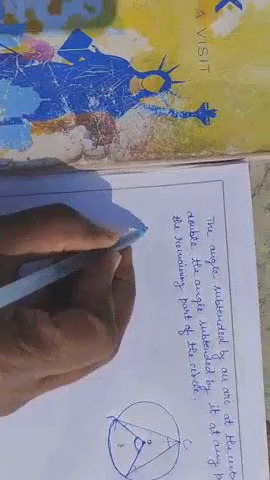 A VISIT
The angle subtended by an arc at the
double the angle subtended by it at any
the remaining part of the circle.
C